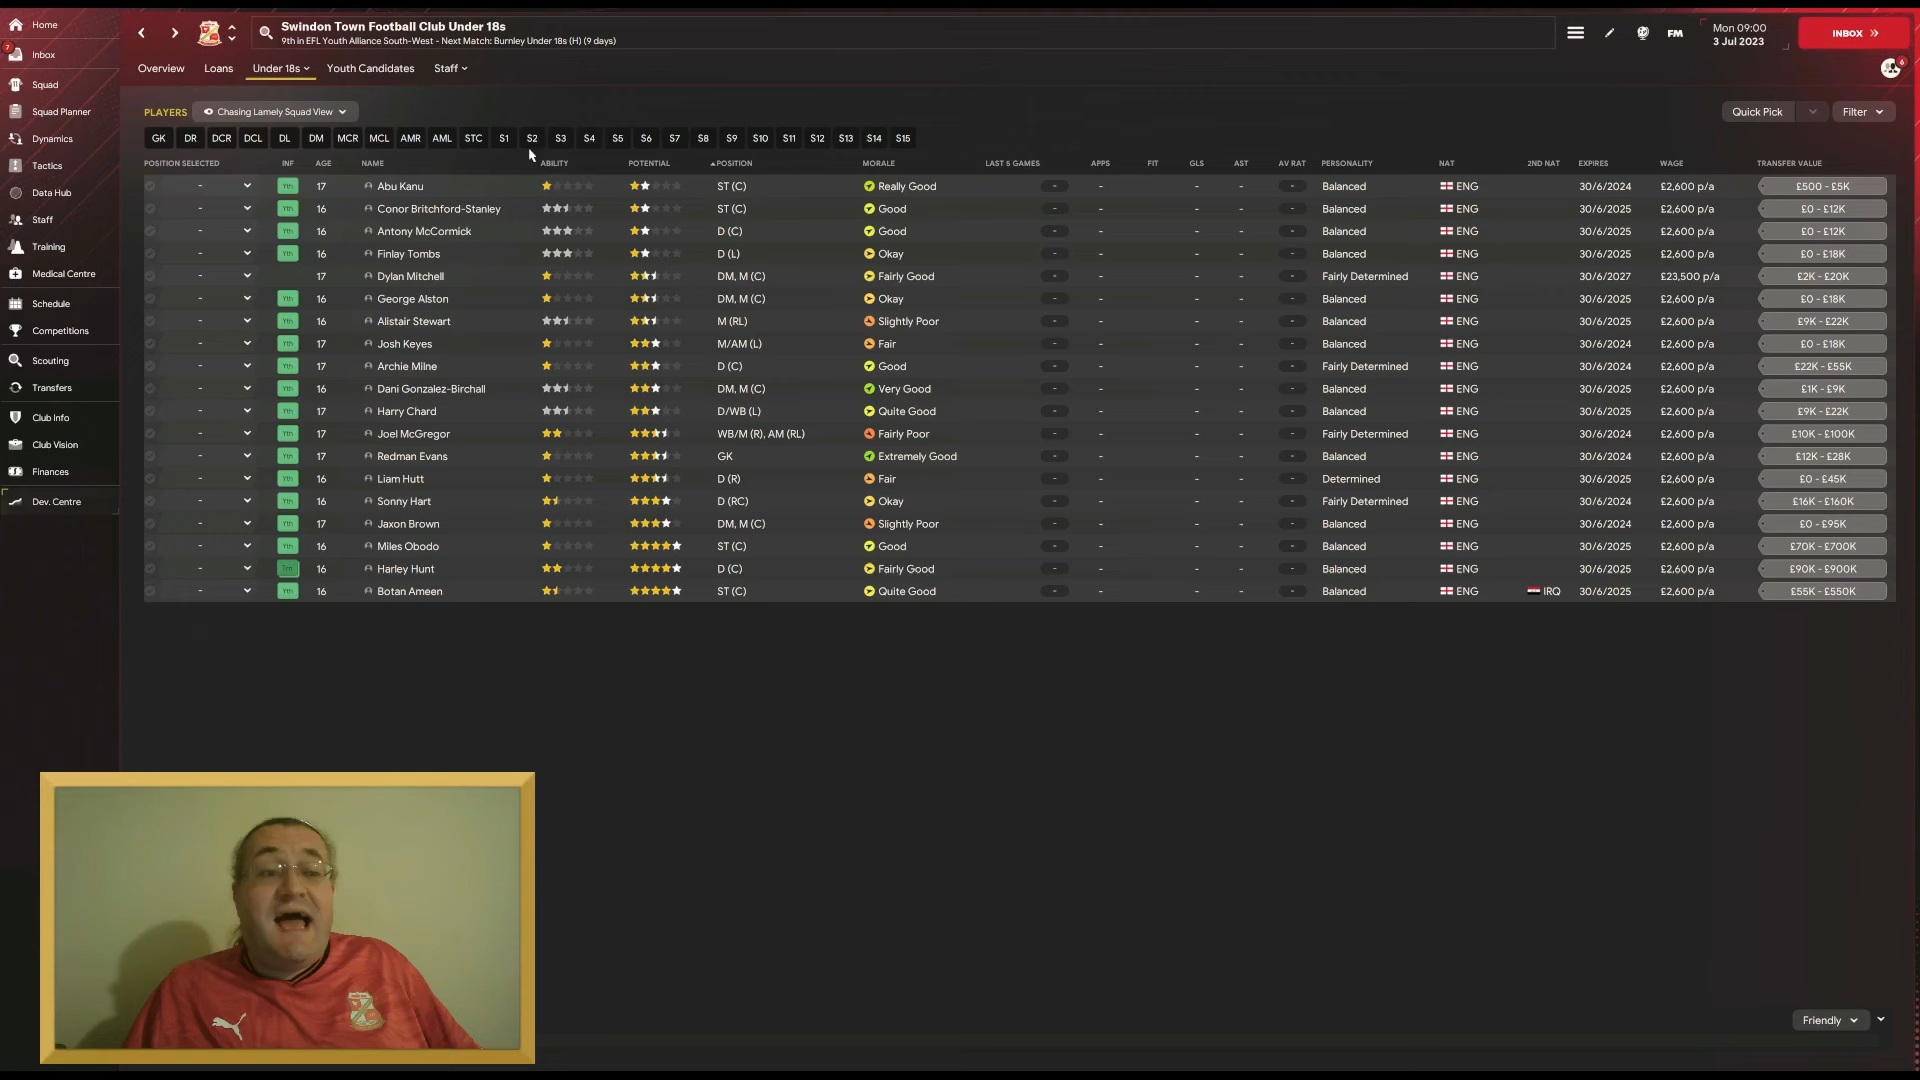 Home
Inbox
7
Squad
Squad Planner
Dynamics
Tactics
Data Hub
Staff
Training
Medical Centre
Schedule
Competitions
Scouting
Transfers
Club Info
Club Vision
Finances
Dev. Centre
Swindon Town Football Club Under 18s
9th in EFL Youth Alliance South-West - Next Match: Burnley Under 18s (H) (9 days)
FM
Mon 09:00
3 Jul 2023
INBOX
Overview Loans Under 18s Youth Candidates Staff
6
PLAYERS Chasing Lamely Squad View Quick Pick Filter
GK DR DCR DCL DL DM MCR MCL AMR AML STC S1 S2 S3 S4 S5 S6 S7 S8 S9 S10 S11 S12 S13 S14 S15
POSITION SELECTED INF AGE NAME ABILITY POTENTIAL POSITION MORALE LAST 5 GAMES APPS FIT GLS AST AV RAT PERSONALITY NAT 2ND NAT EXPIRES WAGE TRANSFER VALUE
- Yth 17 Abu Kanu ST (C) Really Good - - - - - Balanced ENG 30/6/2024 £2,600 p/a £500 - £5K
- Yth 16 Conor Britchford-Stanley ST (C) Good - - - - - Balanced ENG 30/6/2025 £2,600 p/a £0 - £12K
- Yth 16 Antony McCormick D (C) Good - - - - - Balanced ENG 30/6/2025 £2,600 p/a £0 - £12K
- Yth 16 Finlay Tombs D (L) Okay - - - - - Balanced ENG 30/6/2025 £2,600 p/a £0 - £18K
- 17 Dylan Mitchell DM, M (C) Fairly Good - - - - - Fairly Determined ENG 30/6/2027 £23,500 p/a £2K - £20K
- Yth 16 George Alston DM, M (C) Okay - - - - - Balanced ENG 30/6/2025 £2,600 p/a £0 - £18K
- Yth 16 Alistair Stewart M (RL) Slightly Poor - - - - - Balanced ENG 30/6/2025 £2,600 p/a £9K - £22K
- Yth 17 Josh Keyes M/AM (L) Fair - - - - - Balanced ENG 30/6/2024 £2,600 p/a £0 - £18K
- Yth 17 Archie Milne D (C) Good - - - - - Fairly Determined ENG 30/6/2024 £2,600 p/a £22K - £55K
- Yth 16 Dani Gonzalez-Birchall DM, M (C) Very Good - - - - - Balanced ENG 30/6/2025 £2,600 p/a £1K - £9K
- Yth 17 Harry Chard D/WB (L) Quite Good - - - - - Balanced ENG 30/6/2025 £2,600 p/a £9K - £22K
- Yth 17 Joel McGregor WB/M (R), AM (RL) Fairly Poor - - - - - Fairly Determined ENG 30/6/2024 £2,600 p/a £10K - £100K
- Yth 17 Redman Evans GK Extremely Good - - - - - Balanced ENG 30/6/2024 £2,600 p/a £12K - £28K
- Yth 16 Liam Hutt D (R) Fair - - - - - Determined ENG 30/6/2025 £2,600 p/a £0 - £45K
- Yth 16 Sonny Hart D (RC) Okay - - - - - Fairly Determined ENG 30/6/2024 £2,600 p/a £16K - £160K
- Yth 17 Jaxon Brown DM, M (C) Slightly Poor - - - - - Balanced ENG 30/6/2024 £2,600 p/a £0 - £95K
- Yth 16 Miles Obodo ST (C) Good - - - - - Balanced ENG 30/6/2025 £2,600 p/a £70K - £700K
- Trn 16 Harley Hunt D (C) Fairly Good - - - - - Balanced ENG 30/6/2025 £2,600 p/a £90K - £900K
- Yth 16 Botan Ameen ST (C) Quite Good - - - - - Balanced ENG IRQ 30/6/2025 £2,600 p/a £55K - £550K
Friendly